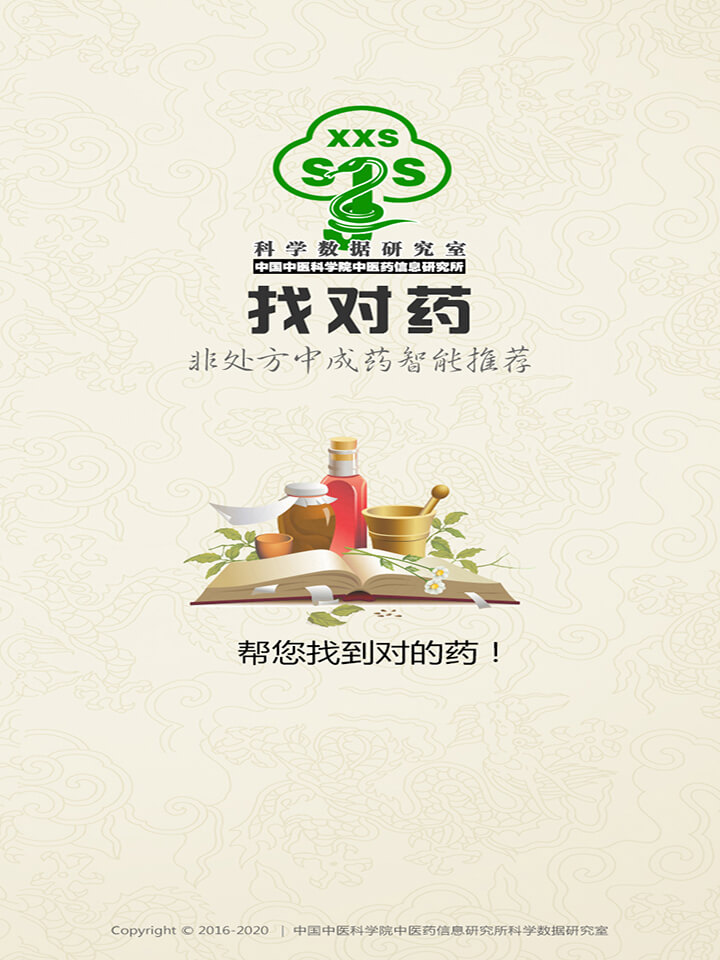 XXS
S S
科学数据研究室
中国中医科学院中医药信息研究所
找对药
非处方中成药智能推荐
帮您找到对的药！
Copyright © 2016-2020 | 中国中医科学院中医药信息研究所科学数据研究室